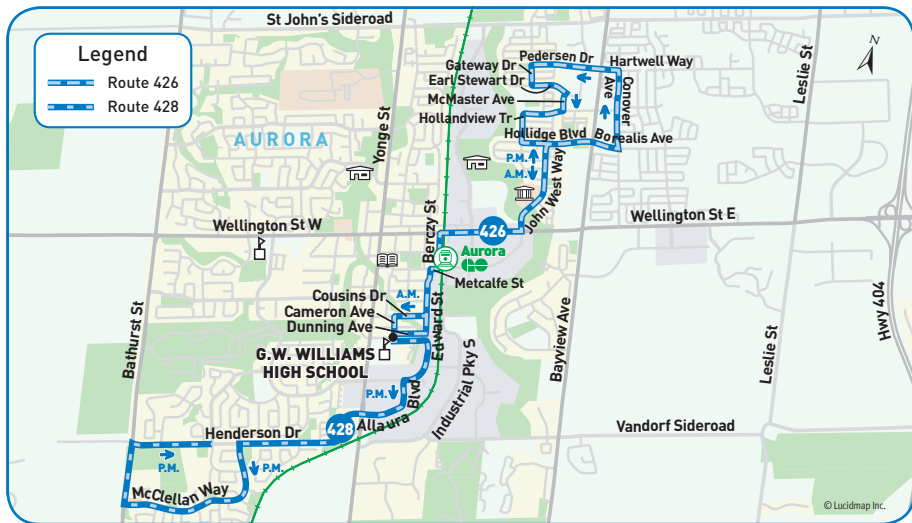 St John's Sideroad
Legend
Route 426
Route 428
AURORA
Yonge St
Leslie St
N
Pedersen Dr
Gateway Dr
Hartwell Way
Earl Stewart Dr
McMaster Ave
Conover
Ave
Hollandview Tr
Hollidge Blvd
Borealis Ave
P.M.
A.M.
John West Way
Wellington St W
Berczy St
426
Wellington St E
Aurora
GO
Metcalfe St
Cousins Dr
A.M.
Cameron Ave
Dunning Ave
Edward St
G.W. WILLIAMS
HIGH SCHOOL
Bathurst St
Bayview Ave
Leslie St
Hwy 404
P.M.
Allaura Blvd
Industrial Pky S
428
Henderson Dr
Vandorf Sideroad
P.M.
P.M.
McClellan Way
© Lucidmap Inc.